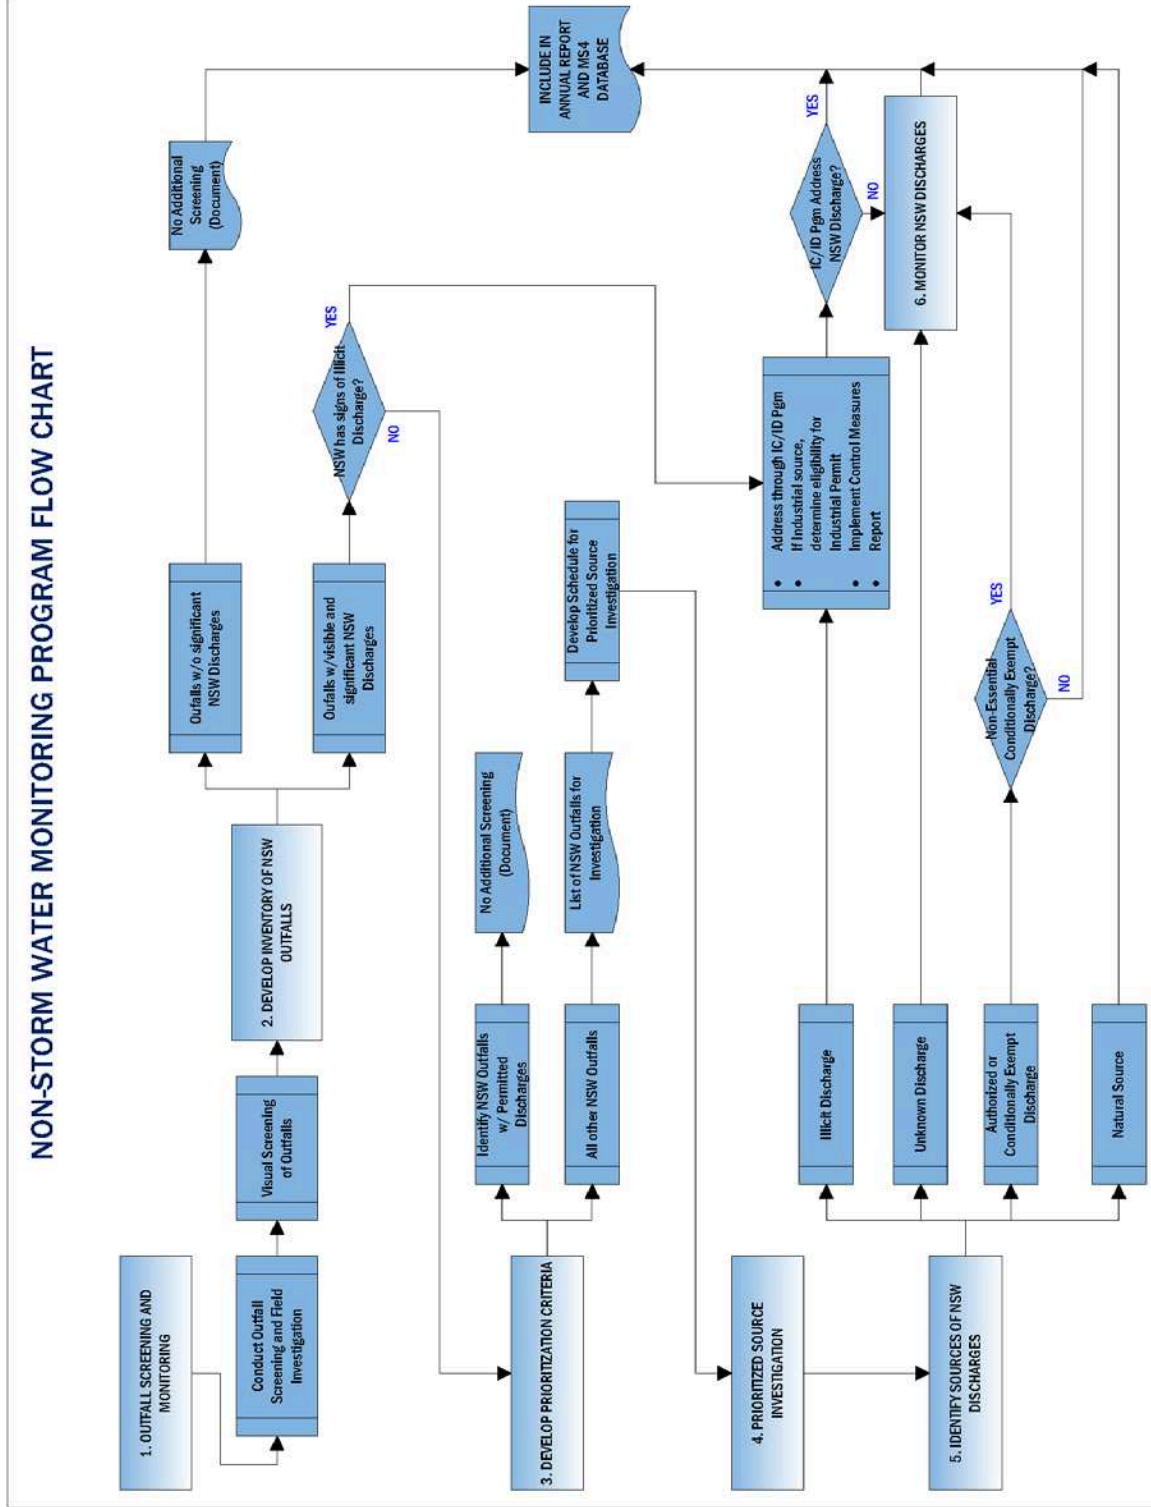 NON-STORM WATER MONITORING PROGRAM FLOW CHART
1. OUTFALL SCREENING AND
MONITORING
Conduct Outfall
Screening and Field
Investigation
Visual Screening
of Outfalls
2. DEVELOP INVENTORY OF NSW
OUTFALLS
Outfalls w/o significant
NSW Discharges
No Additional
Screening
(Document)
Outfalls w/visible and
significant NSW
Discharges
NSW has signs of Illicit
Discharge?
YES
NO
INCLUDE IN
ANNUAL REPORT
AND MS4
DATABASE
3. DEVELOP PRIORITIZATION CRITERIA
Identify NSW Outfalls
w/ Permitted
Discharges
No Additional Screening
(Document)
All other NSW Outfalls
List of NSW Outfalls for
Investigation
Develop Schedule for
Prioritized Source
Investigation
4. PRIORITIZED SOURCE
INVESTIGATION
5. IDENTIFY SOURCES OF NSW
DISCHARGES
Illicit Discharge
• Address through IC/ID Pgm
• If Industrial source,
determine eligibility for
Industrial Permit
• Implement Control Measures
• Report
IC/ID Pgm Address
NSW Discharge?
YES
NO
Unknown Discharge
6. MONITOR NSW DISCHARGES
Authorized or
Conditionally Exempt
Discharge
Non-Essential
Conditionally Exempt
Discharge?
YES
NO
Natural Source